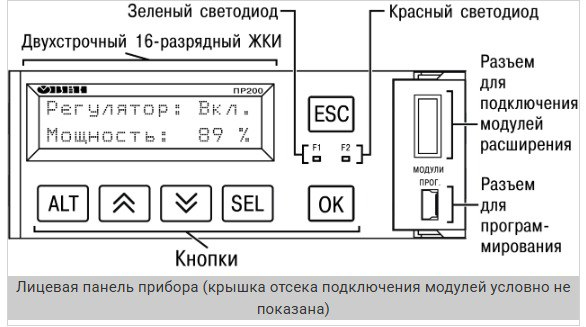 Зеленый светодиод
Красный светодиод
Двухстрочный 16-разрядный ЖКИ
ОВЕН
ПР200
Регулятор: Вкл.
Мощность: 89 %
ESC
F1
F2
ALT
SEL
OK
МОДУЛИ
ПРОГ.
Разъем
для
подключения
модулей
расширения
Разъем
для
програм-
мирования
Кнопки
Лицевая панель прибора (крышка отсека подключения модулей условно не
показана)